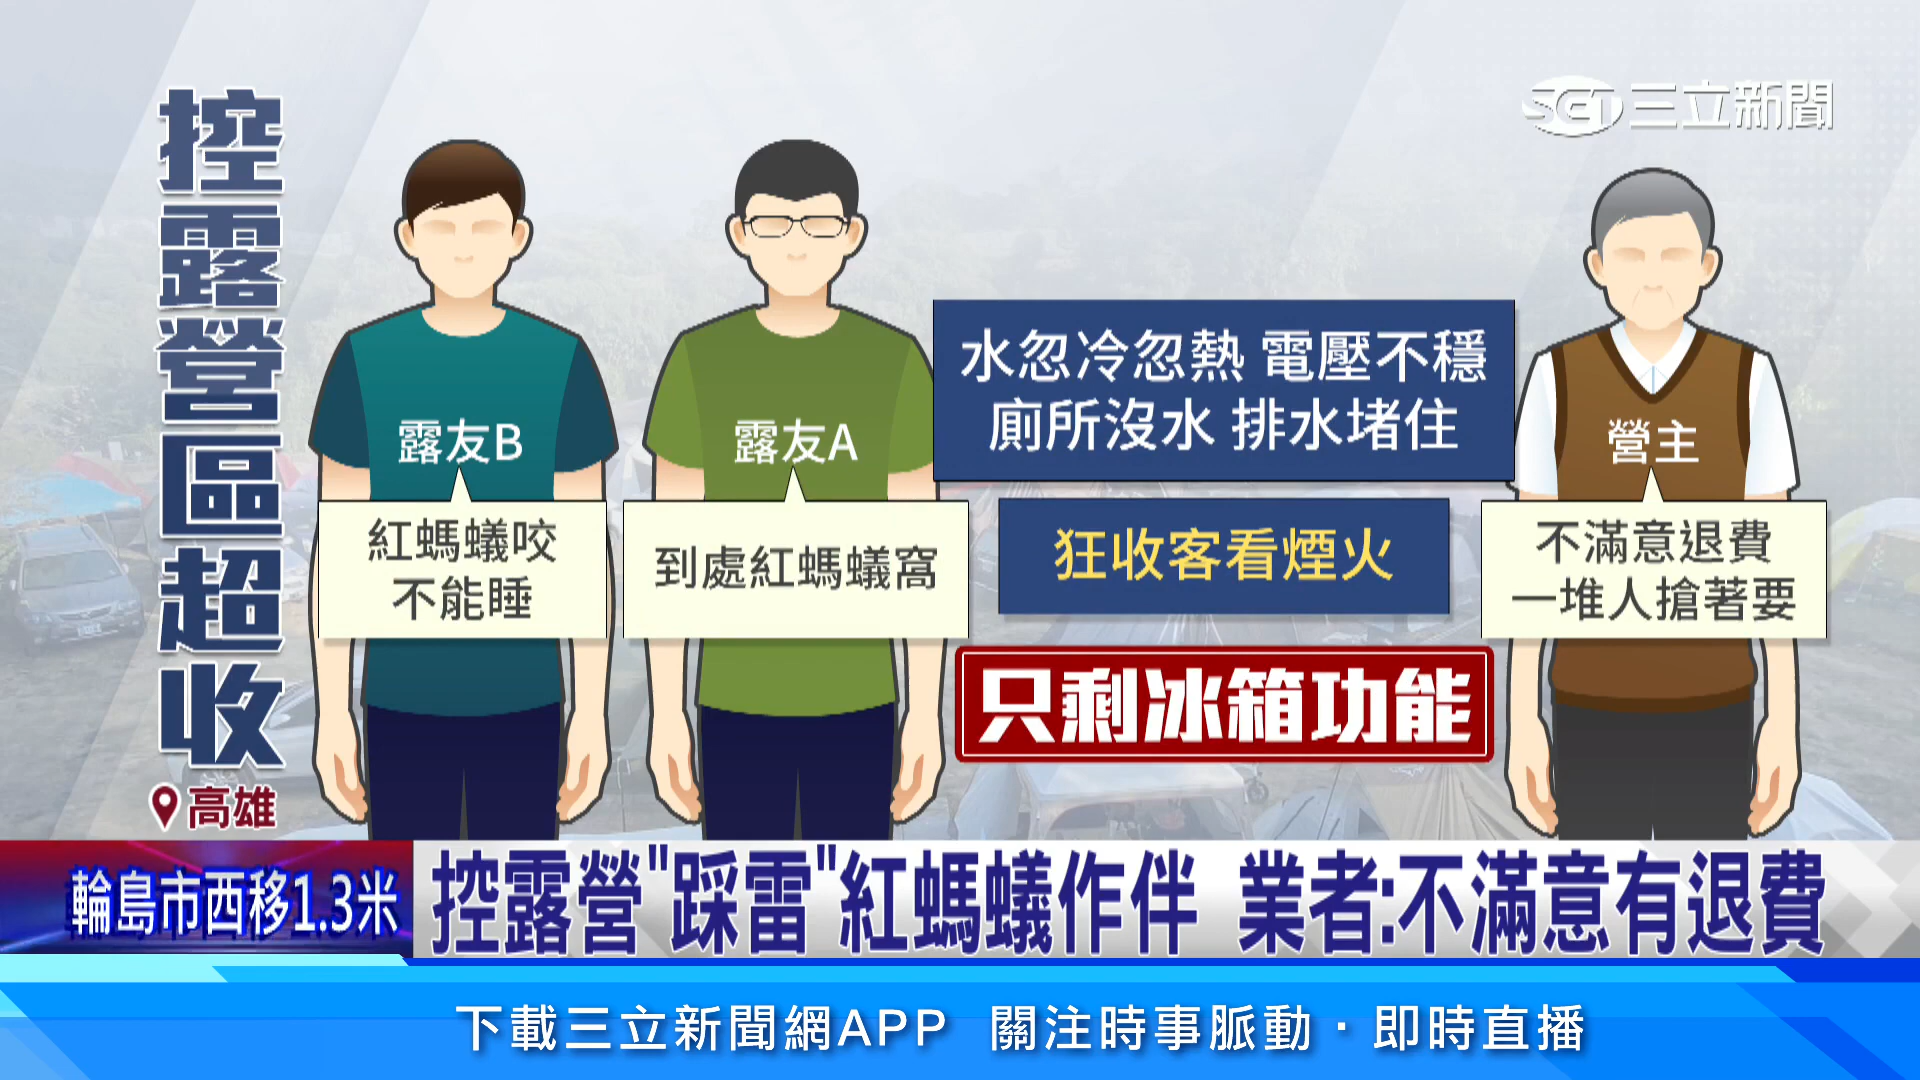 控露營區超收
高雄
SET三立新聞
露友B
紅螞蟻咬
不能睡
露友A
到處紅螞蟻窩
水忽冷忽熱 電壓不穩
廁所沒水 排水堵住
狂收客看煙火
只剩冰箱功能
營主
不滿意退費
一堆人搶著要
輪島市西移1.3米
控露營"踩雷"紅螞蟻作伴 業者:不滿意有退費
下載三立新聞網APP 關注時事脈動·即時直播